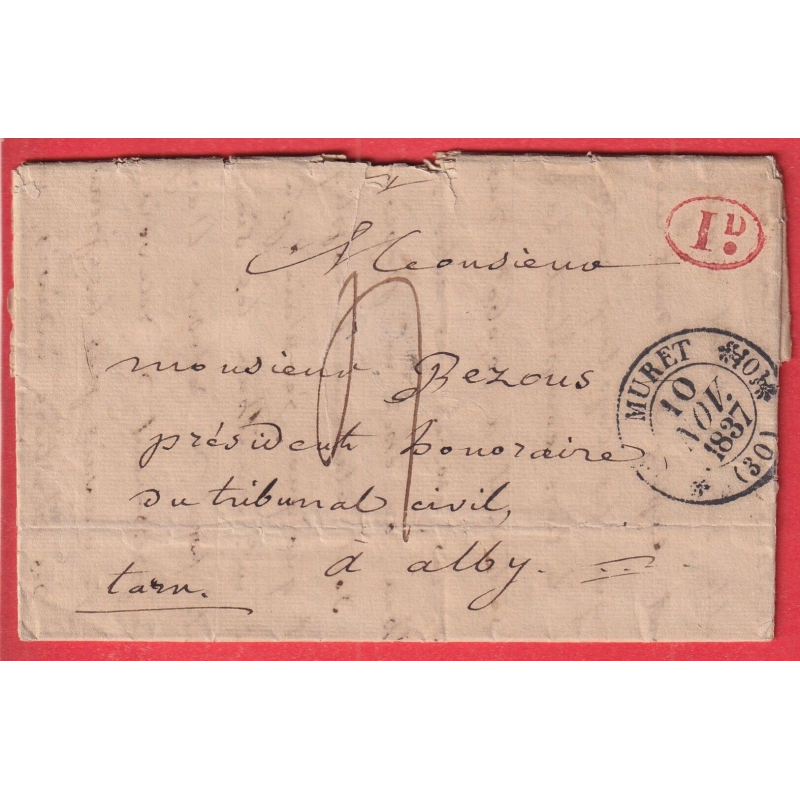 Monsieur
1D.
monsieur Bezous
président honoraire
du tribunal civil,
à alby.
tarn.
MURET
10
NOV.
1837
(30)